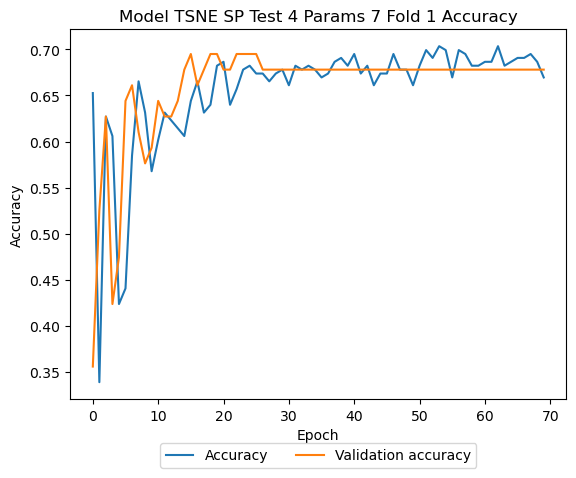 Model TSNE SP Test 4 Params 7 Fold 1 Accuracy
0.70
0.65
0.60
0.55
0.50
0.45
0.40
0.35
Accuracy
0 10 20 30 40 50 60 70
Epoch
Accuracy Validation accuracy